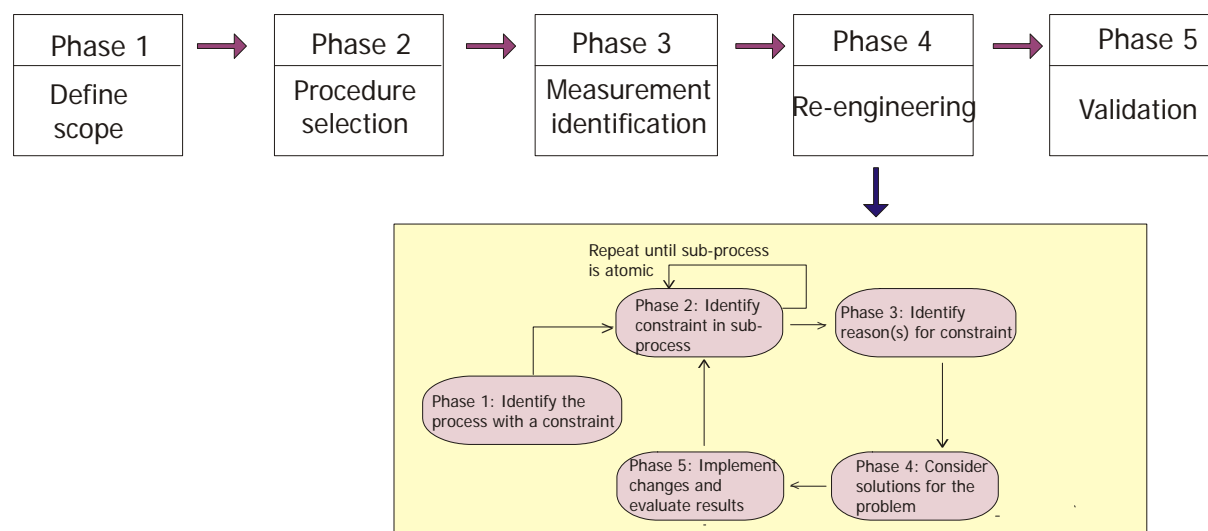 Phase 1
Define
scope
Phase 2
Procedure
selection
Phase 3
Measurement
identification
Phase 4
Re-engineering
Phase 5
Validation
Repeat until sub-process
is atomic
Phase 2: Identify
constraint in sub-
process
Phase 3: Identify
reason(s) for constraint
Phase 1: Identify the
process with a constraint
Phase 5: Implement
changes and
evaluate results
Phase 4: Consider
solutions for the
problem